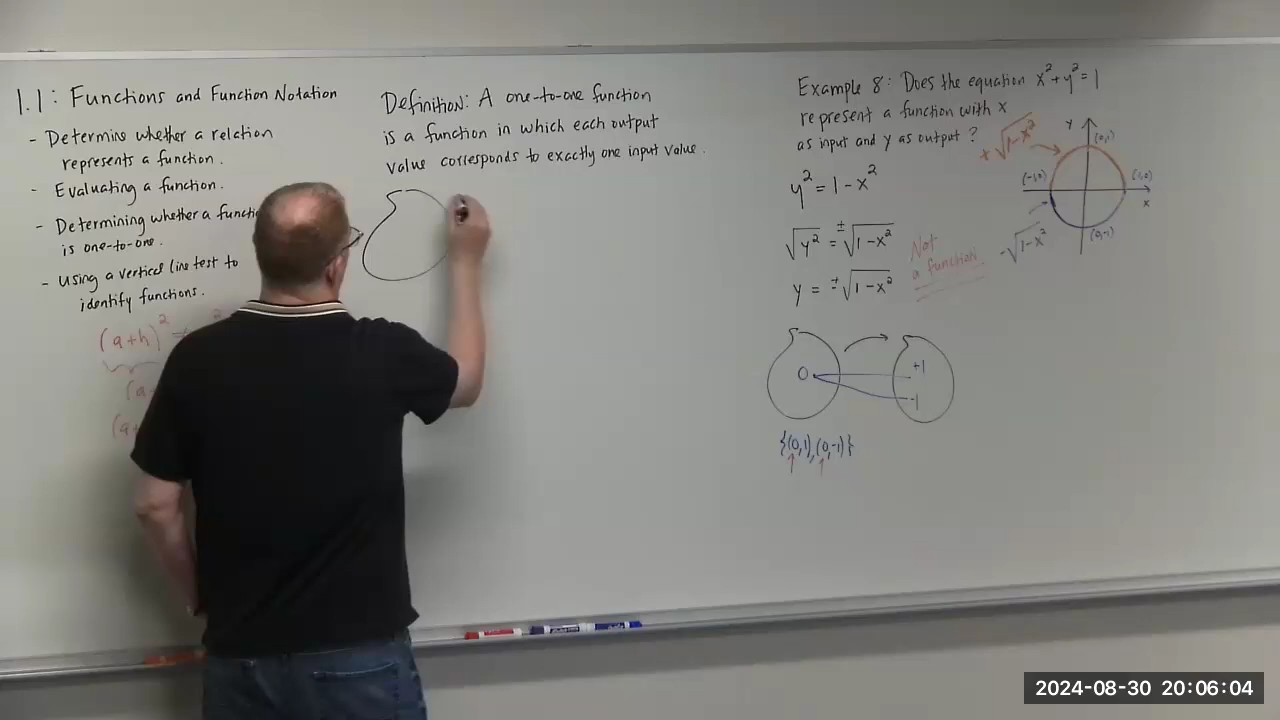 1.1: Functions and Function Notation
- Determine whether a relation
represents a function.
- Evaluating a function.
- Determining whether a
is one-to-one.
- Using a vertical line test to
identify functions.
(a+h)²
Definition: A one-to-one function
is a function in which each output
value corresponds to exactly one input value.
Example 8: Does the equation x²+y²=1
represent a function with x
as input and y as output?
y² = 1-x²
√y² = ±√1-x²
y = ±√1-x²
Not
a function.
+√1-x²
y
(0,1)
(-1,0)
(1,0)
x
(0,-1)
-√1-x²
0
+1
-1
{(0,1),(0,-1)}
2024-08-30 20:06:04